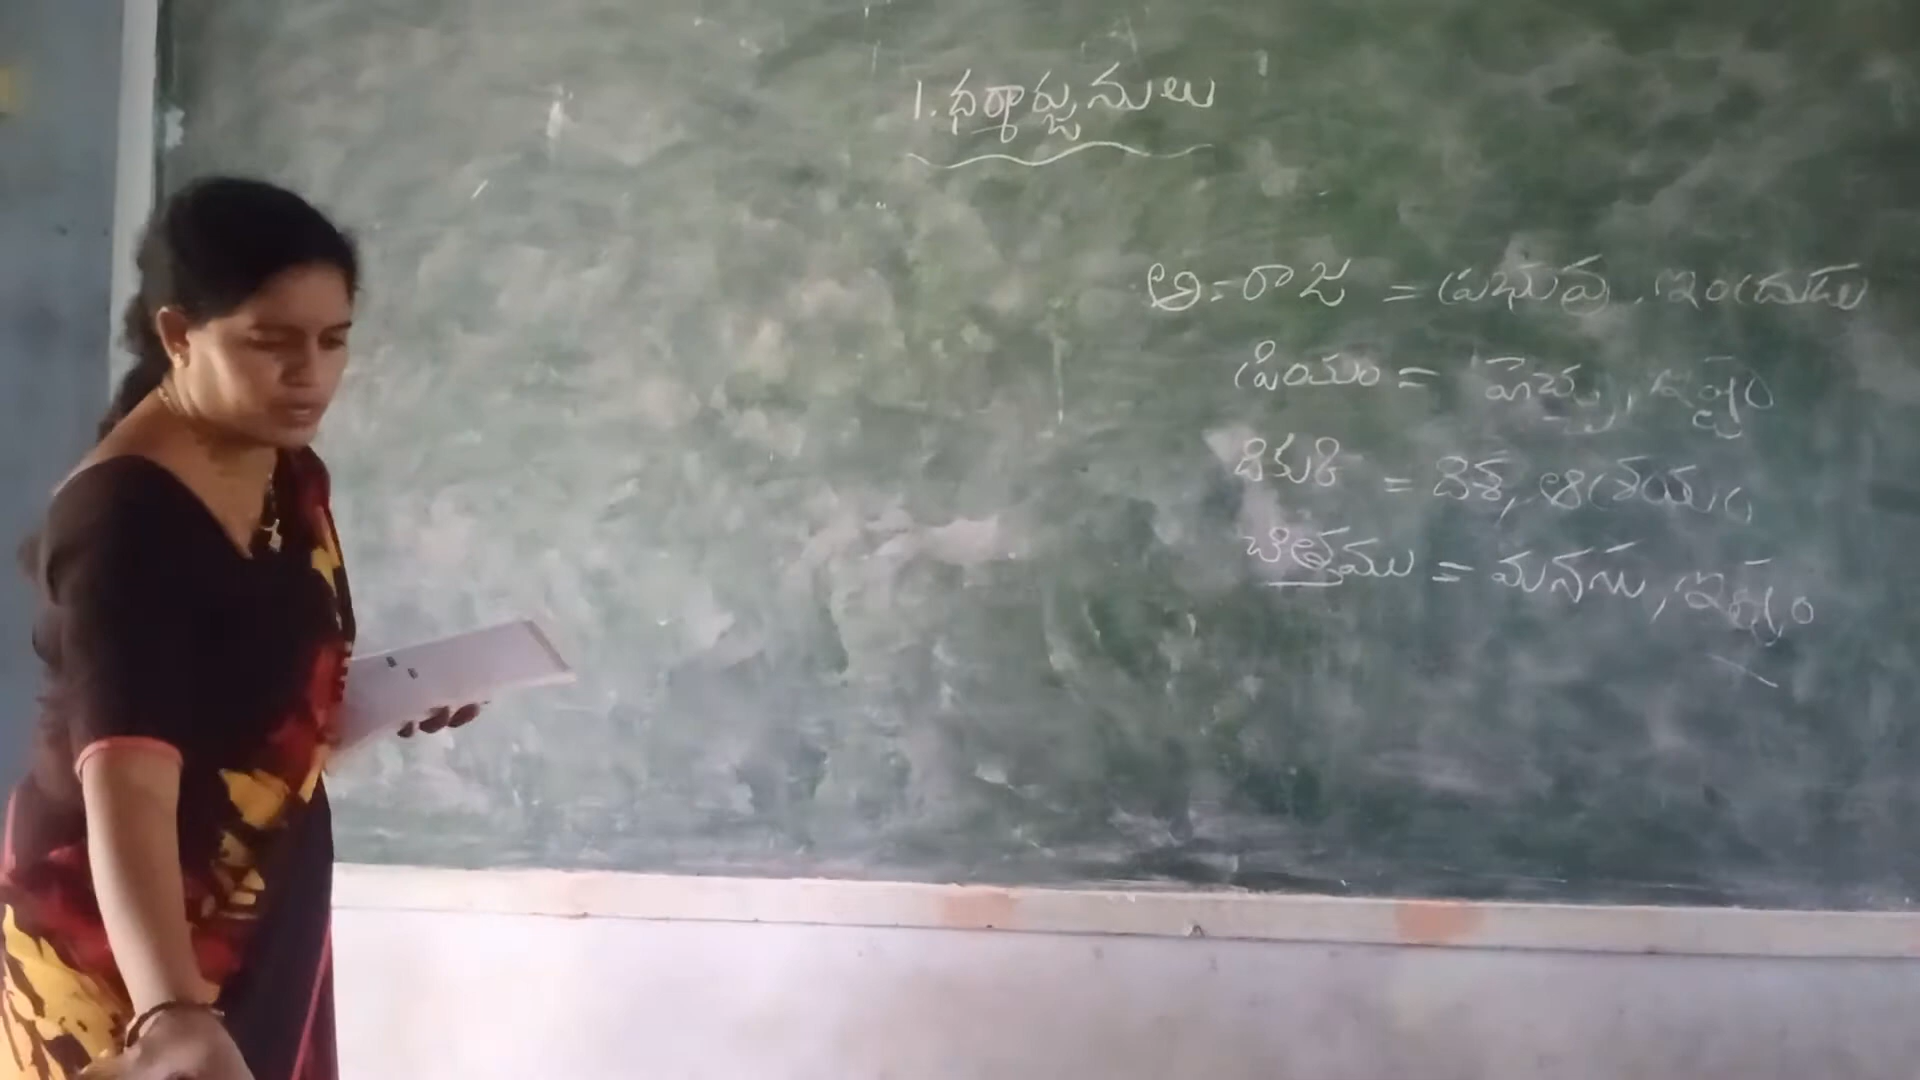 1. ధర్మార్జునులు
అ:- రాజ = ప్రభువు, ఇంద్రుడు
ప్రియం = హెచ్చు, ఇష్టం
దికుకి = దిశ, ఆశ్రయం
చిత్తము = మనసు, ఇష్టం